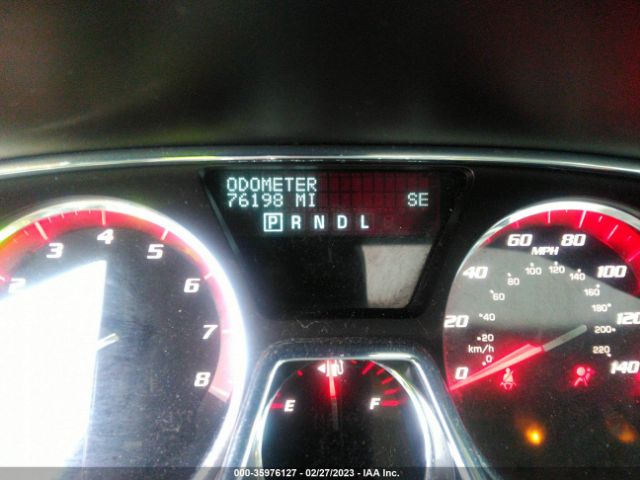 ODOMETER
76198 MI SE
P R N D L
2 3 4 5 6 7 8
E F
0 20 40 60 80 100 120 140
MPH
km/h
0 20 40 60 80 100 120 140 160 180 200 220
000-35976127 - 02/27/2023 - IAA Inc.